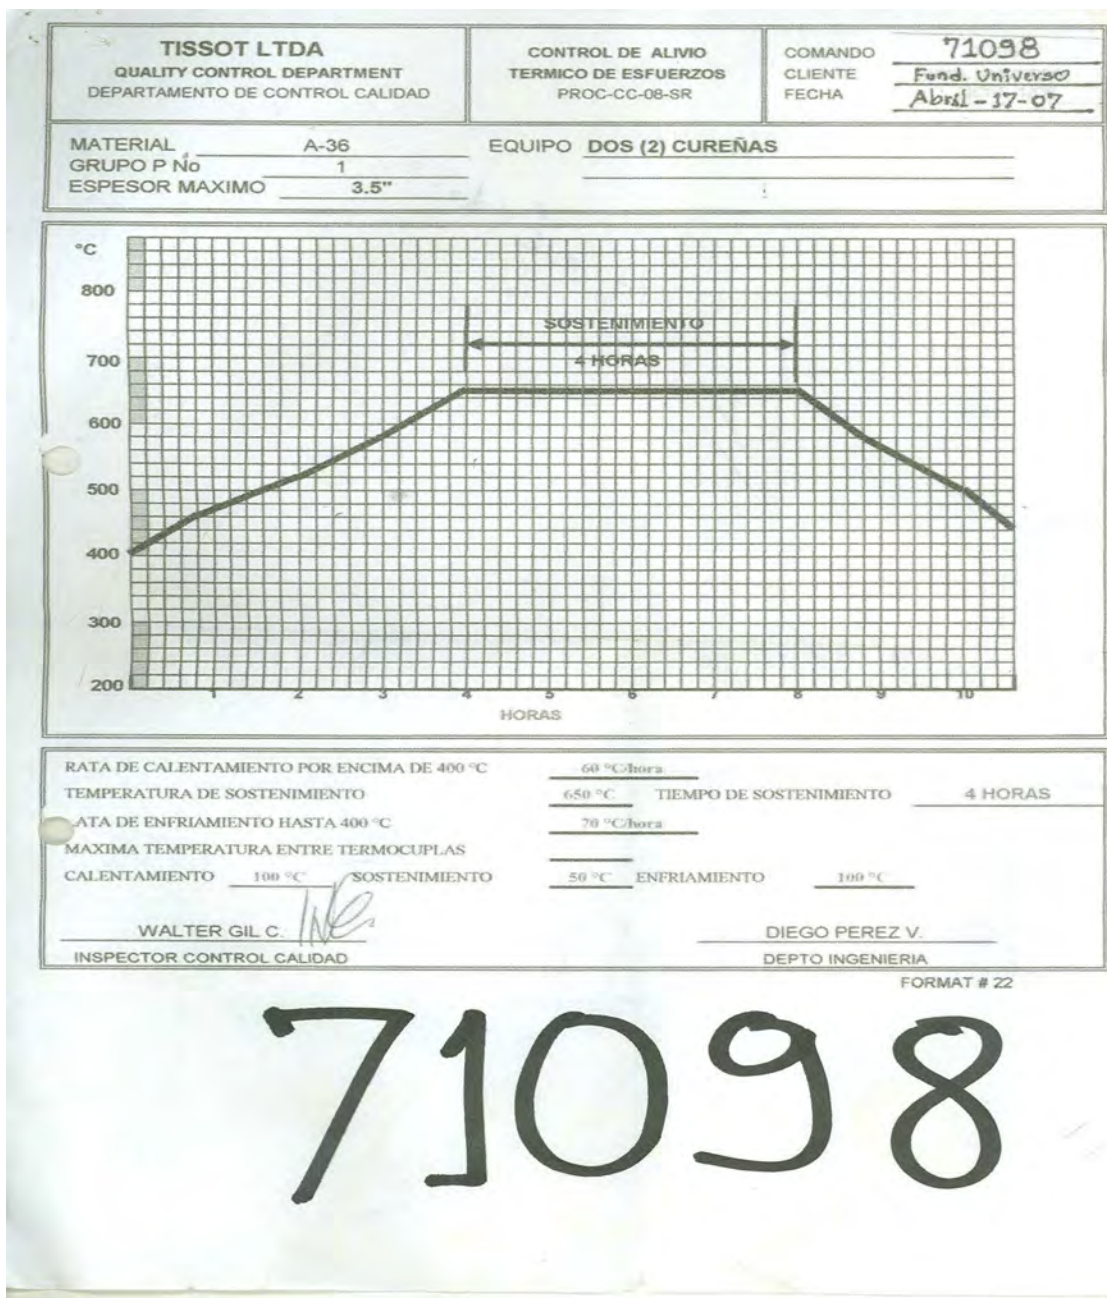 TISSOT LTDA
QUALITY CONTROL DEPARTMENT
DEPARTAMENTO DE CONTROL CALIDAD
CONTROL DE ALIVIO
TERMICO DE ESFUERZOS
PROC-CC-08-SR
COMANDO 71098
CLIENTE Fund. Universo
FECHA Abril-17-07
MATERIAL A-36
GRUPO P No 1
ESPESOR MAXIMO 3.5"
EQUIPO DOS (2) CUREÑAS
°C
800
700
600
500
400
300
200
SOSTENIMIENTO
4 HORAS
1 2 3 4 5 6 7 8 9 10
HORAS
RATA DE CALENTAMIENTO POR ENCIMA DE 400 °C 60 °C/hora
TEMPERATURA DE SOSTENIMIENTO 650 °C TIEMPO DE SOSTENIMIENTO 4 HORAS
ATA DE ENFRIAMIENTO HASTA 400 °C 70 °C/hora
MAXIMA TEMPERATURA ENTRE TERMOCUPLAS
CALENTAMIENTO 100 °C SOSTENIMIENTO 50 °C ENFRIAMIENTO 100 °C
WALTER GIL C.
INSPECTOR CONTROL CALIDAD
DIEGO PEREZ V.
DEPTO INGENIERIA
FORMAT # 22
71098